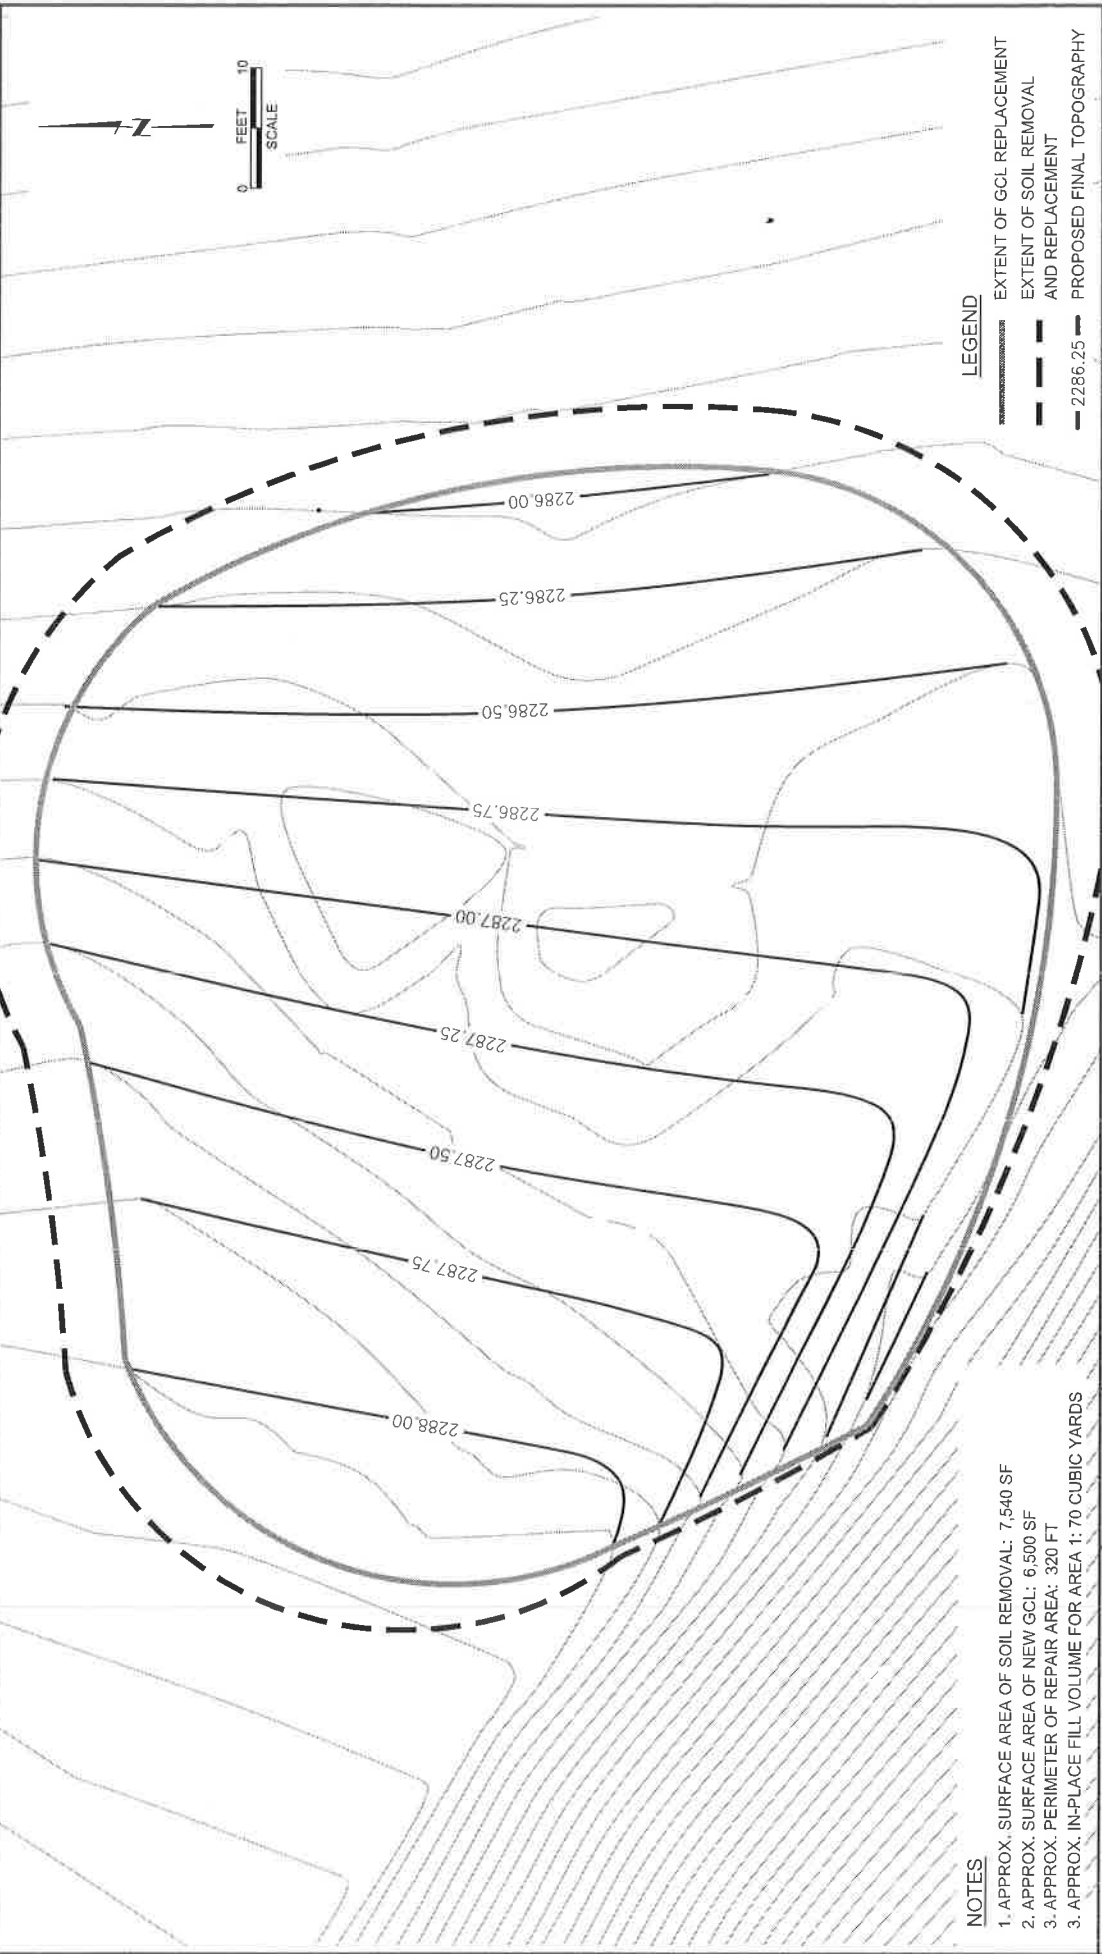 N
0 FEET 10
SCALE
2286.00
2286.25
2286.50
2286.75
2287.00
2287.25
2287.50
2287.75
2288.00
LEGEND
EXTENT OF GCL REPLACEMENT
EXTENT OF SOIL REMOVAL
AND REPLACEMENT
2286.25 PROPOSED FINAL TOPOGRAPHY
NOTES
1. APPROX. SURFACE AREA OF SOIL REMOVAL: 7,540 SF
2. APPROX. SURFACE AREA OF NEW GCL: 6,500 SF
3. APPROX. PERIMETER OF REPAIR AREA: 320 FT
3. APPROX. IN-PLACE FILL VOLUME FOR AREA 1: 70 CUBIC YARDS